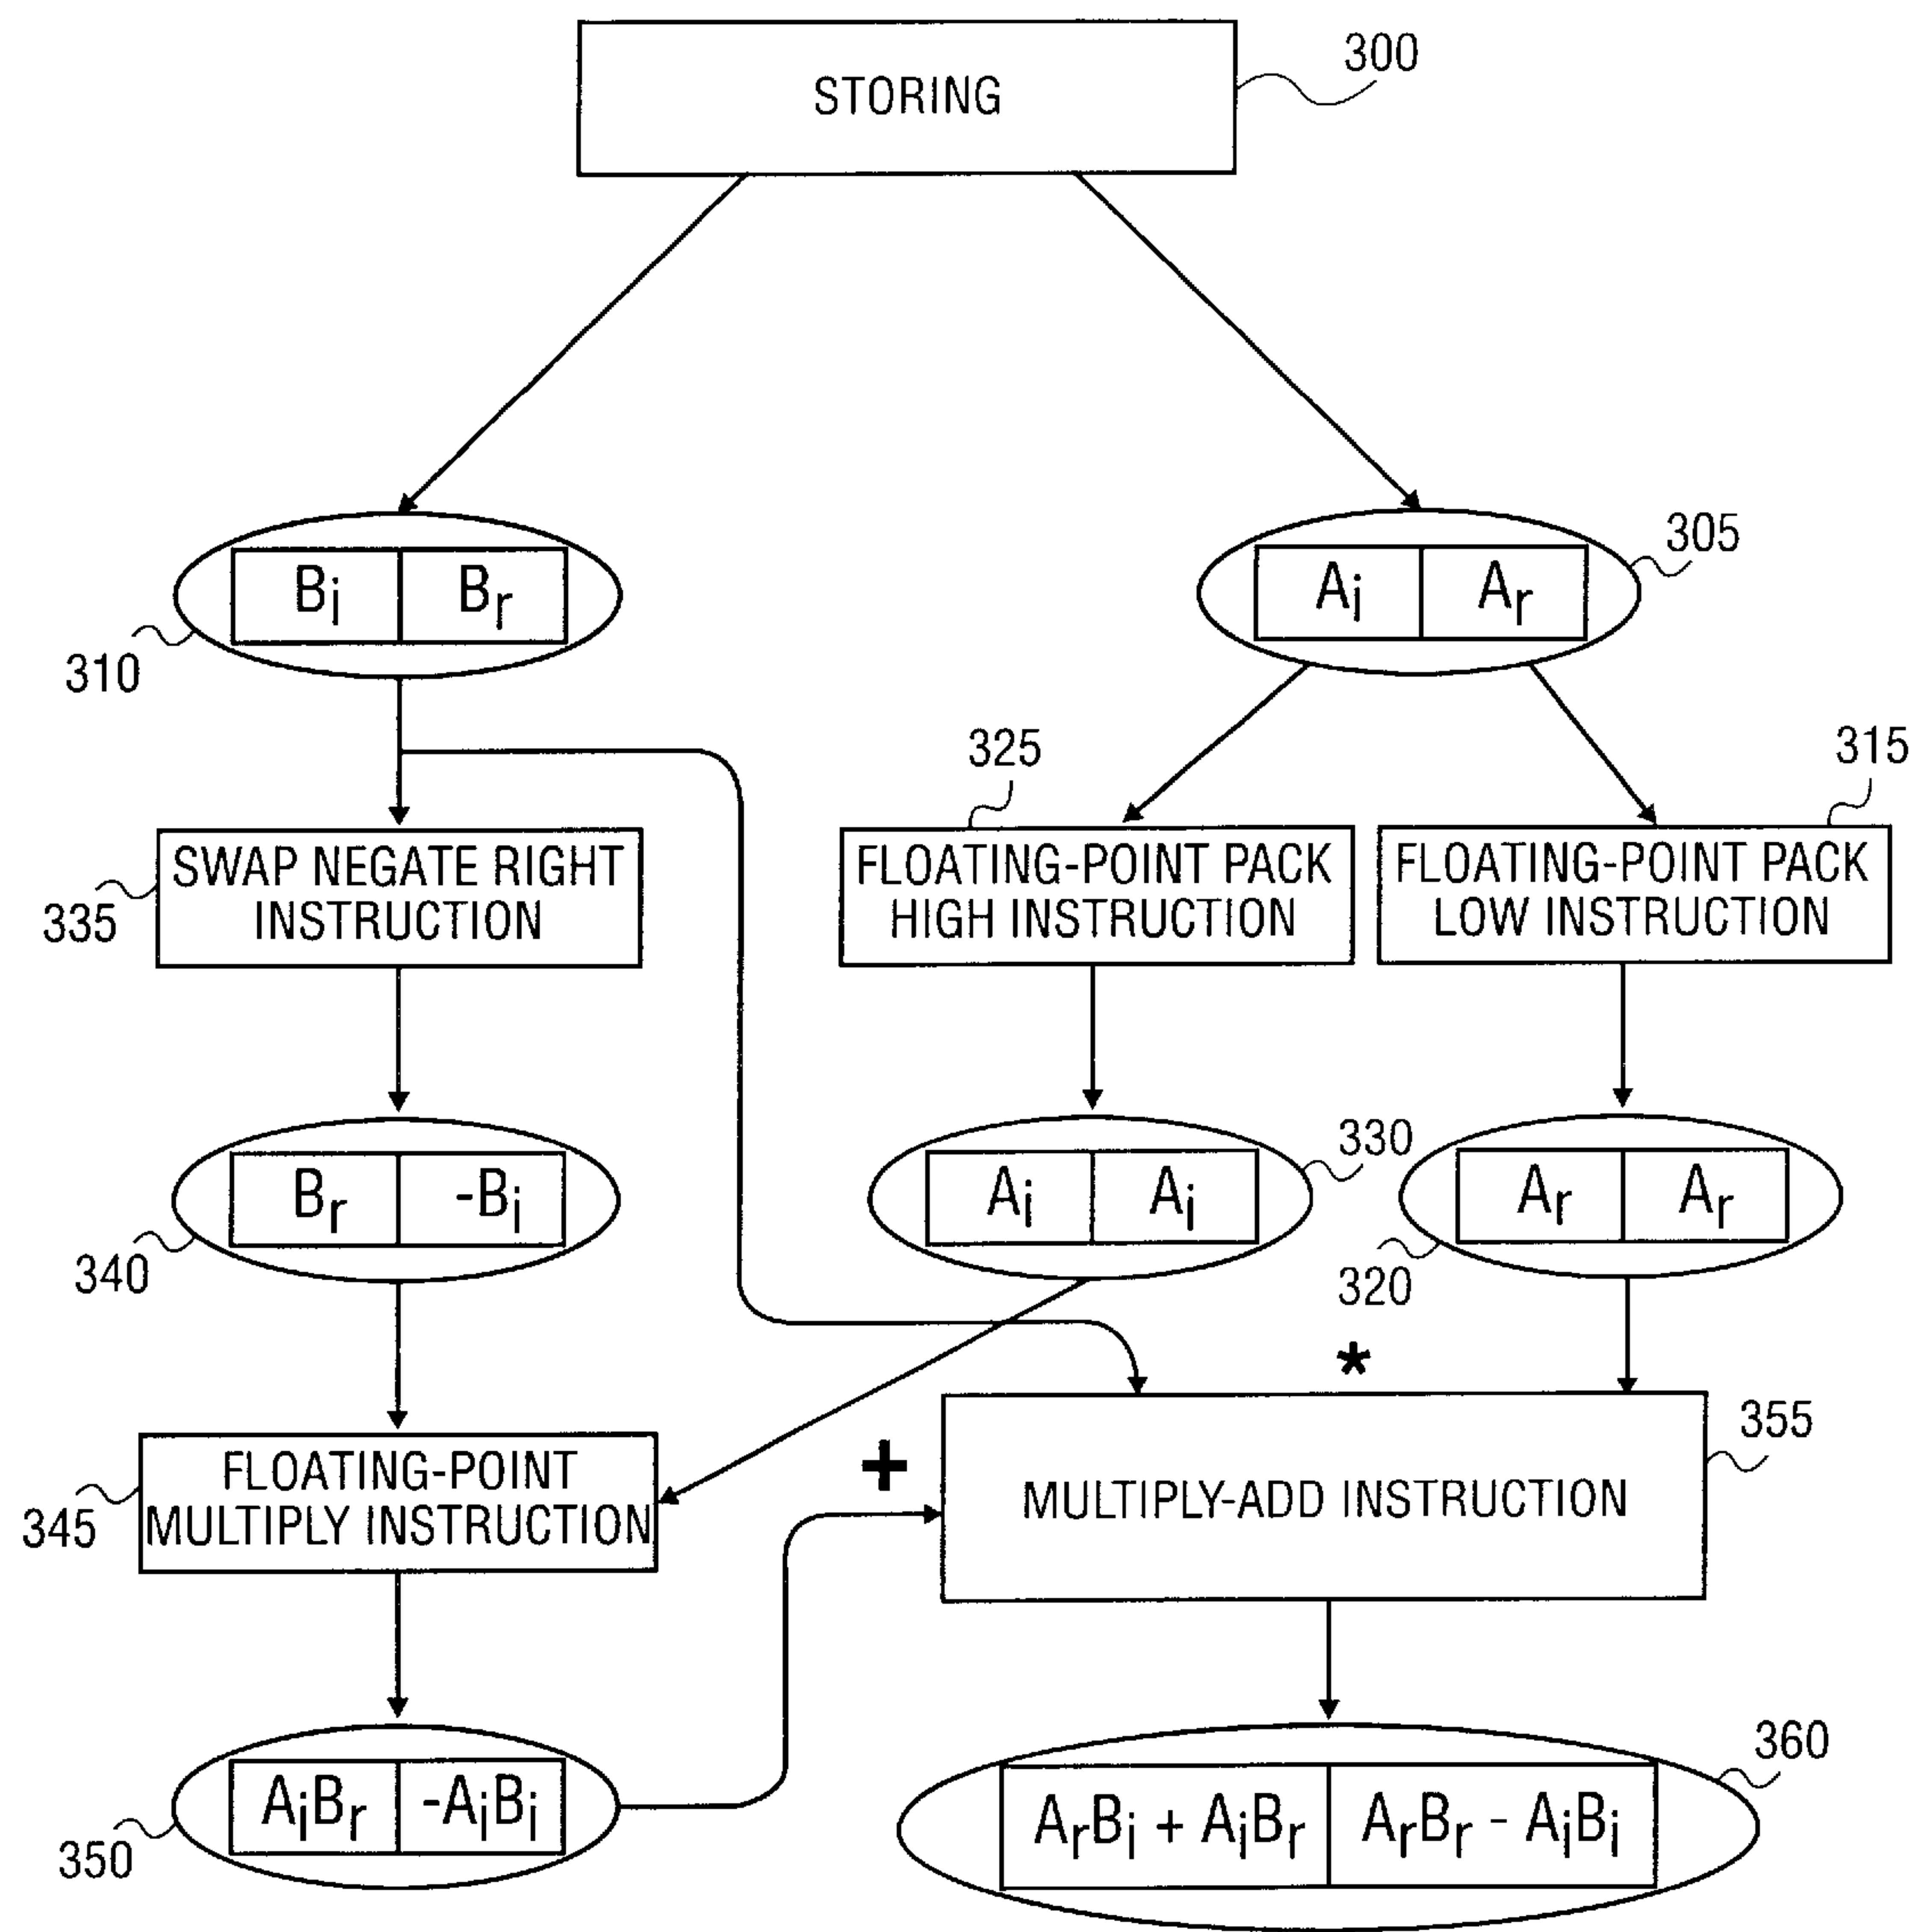 STORING
300
Bi Br
310
Ai Ar
305
325
315
SWAP NEGATE RIGHT
INSTRUCTION
335
FLOATING-POINT PACK
HIGH INSTRUCTION
FLOATING-POINT PACK
LOW INSTRUCTION
Br -Bi
340
Ai Ai
330
Ar Ar
320
*
FLOATING-POINT
MULTIPLY INSTRUCTION
345
+
MULTIPLY-ADD INSTRUCTION
355
AiBr -AiBi
350
ArBi + AiBr ArBr - AiBi
360